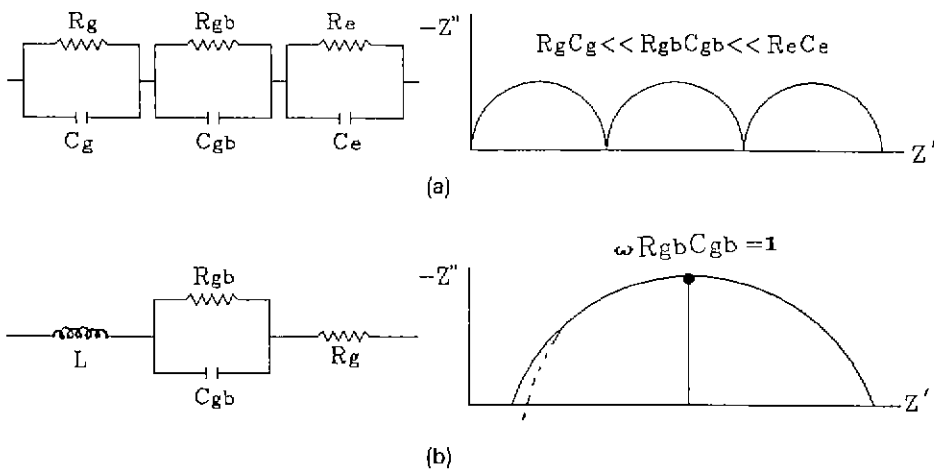 Rg
Rgb
Re
Cg
Cgb
Ce
-Z"
RgCg<<RgbCgb<<ReCe
Z'
(a)
L
Rgb
Cgb
Rg
-Z"
ωRgbCgb=1
Z'
(b)